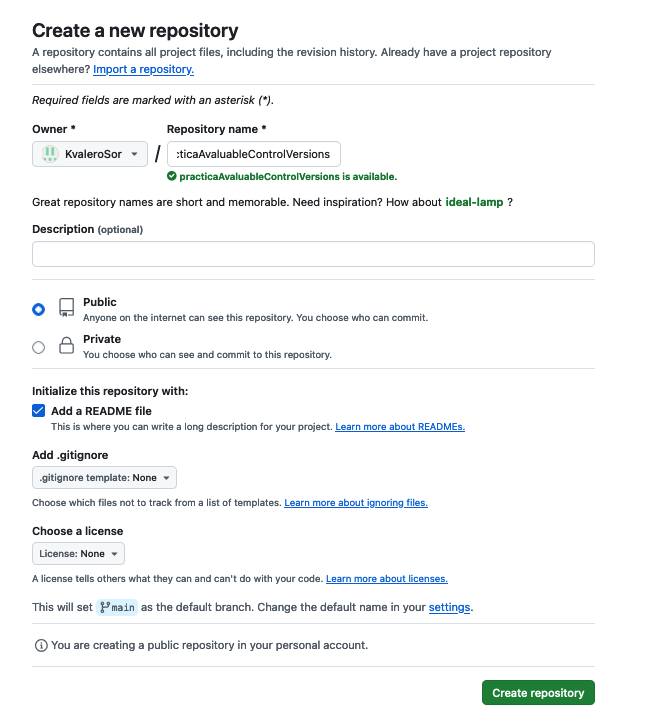 Create a new repository
A repository contains all project files, including the revision history. Already have a project repository
elsewhere? Import a repository.
Required fields are marked with an asterisk (*).
Owner *
Repository name *
KvaleroSor
/
:ticaAvaluableControlVersions
practicaAvaluableControlVersions is available.
Great repository names are short and memorable. Need inspiration? How about ideal-lamp ?
Description (optional)
Public
Anyone on the internet can see this repository. You choose who can commit.
Private
You choose who can see and commit to this repository.
Initialize this repository with:
Add a README file
This is where you can write a long description for your project. Learn more about READMEs.
Add .gitignore
.gitignore template: None
Choose which files not to track from a list of templates. Learn more about ignoring files.
Choose a license
License: None
A license tells others what they can and can't do with your code. Learn more about licenses.
This will set main as the default branch. Change the default name in your settings.
You are creating a public repository in your personal account.
Create repository